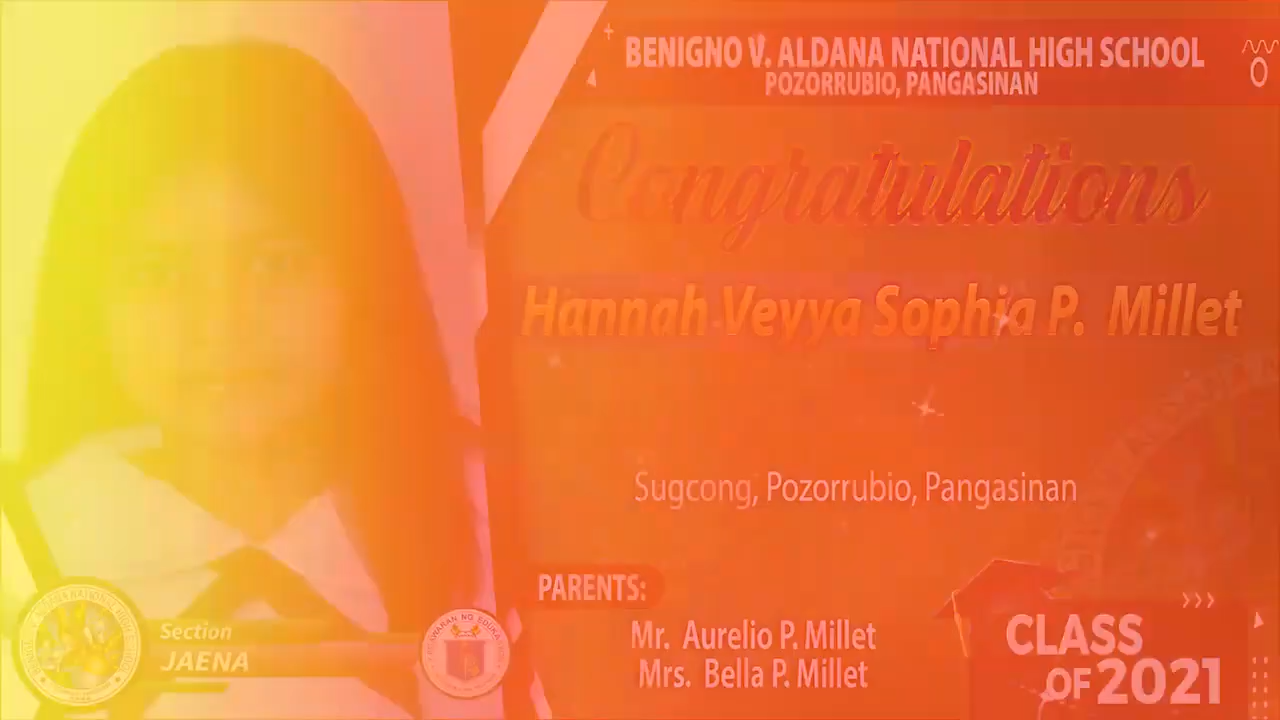 BENIGNO V. ALDANA NATIONAL HIGH SCHOOL
POZORRUBIO, PANGASINAN
Congratulations
Hannah Veyya Sophia P. Millet
Sugcong, Pozorrubio, Pangasinan
PARENTS:
Mr. Aurelio P. Millet
Mrs. Bella P. Millet
Section
JAENA
CLASS
OF 2021